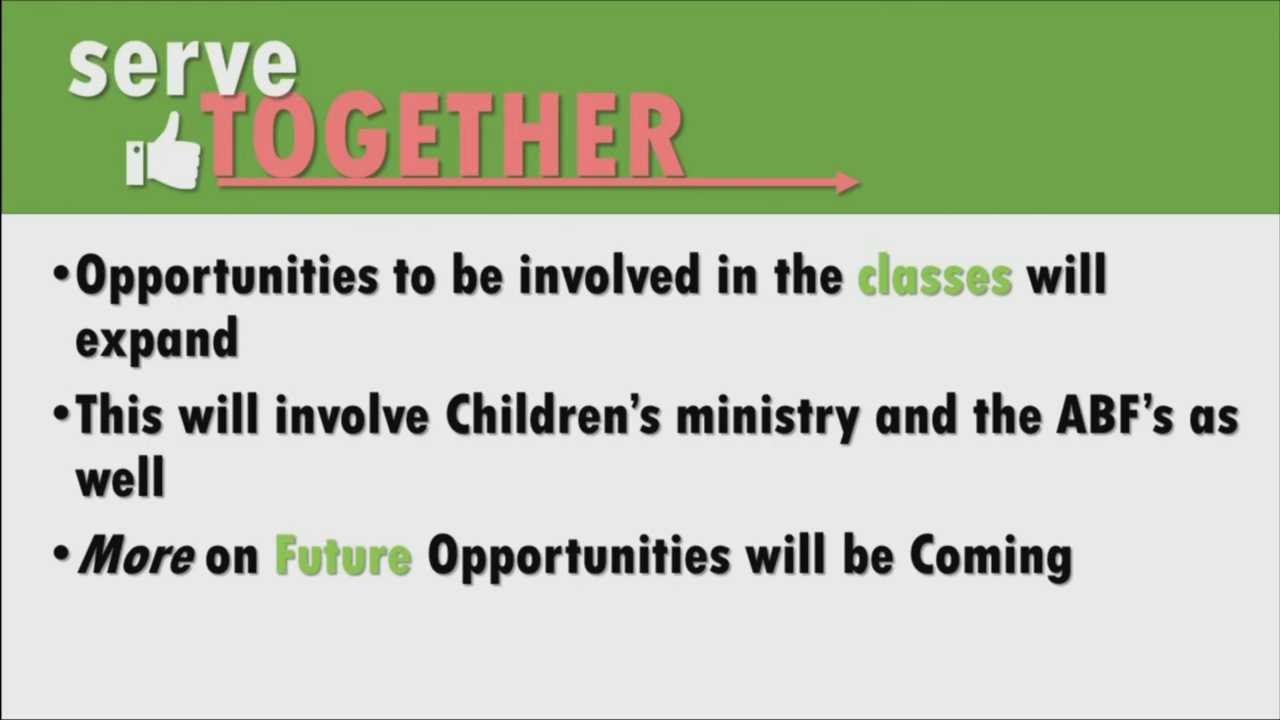 serve
TOGETHER
•Opportunities to be involved in the classes will
expand
•This will involve Children’s ministry and the ABF’s as
well
•More on Future Opportunities will be Coming